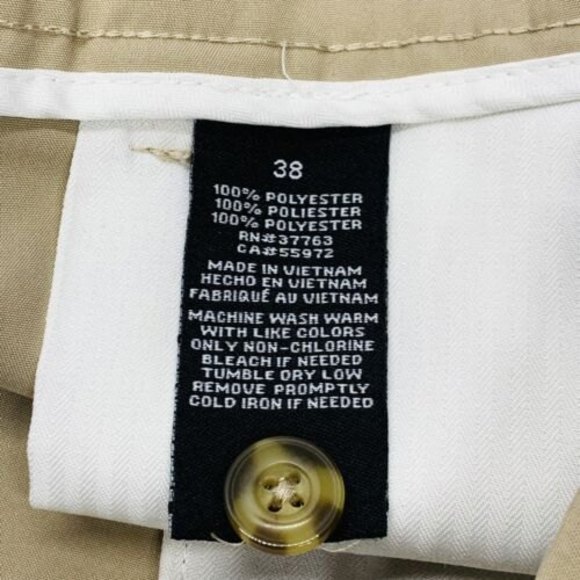 38
100% POLYESTER
100% POLIESTER
100% POLYESTER
RN#37763
CA#55972
MADE IN VIETNAM
HECHO EN VIETNAM
FABRIQUÉ AU VIETNAM
MACHINE WASH WARM
WITH LIKE COLORS
ONLY NON-CHLORINE
BLEACH IF NEEDED
TUMBLE DRY LOW
REMOVE PROMPTLY
COLD IRON IF NEEDED